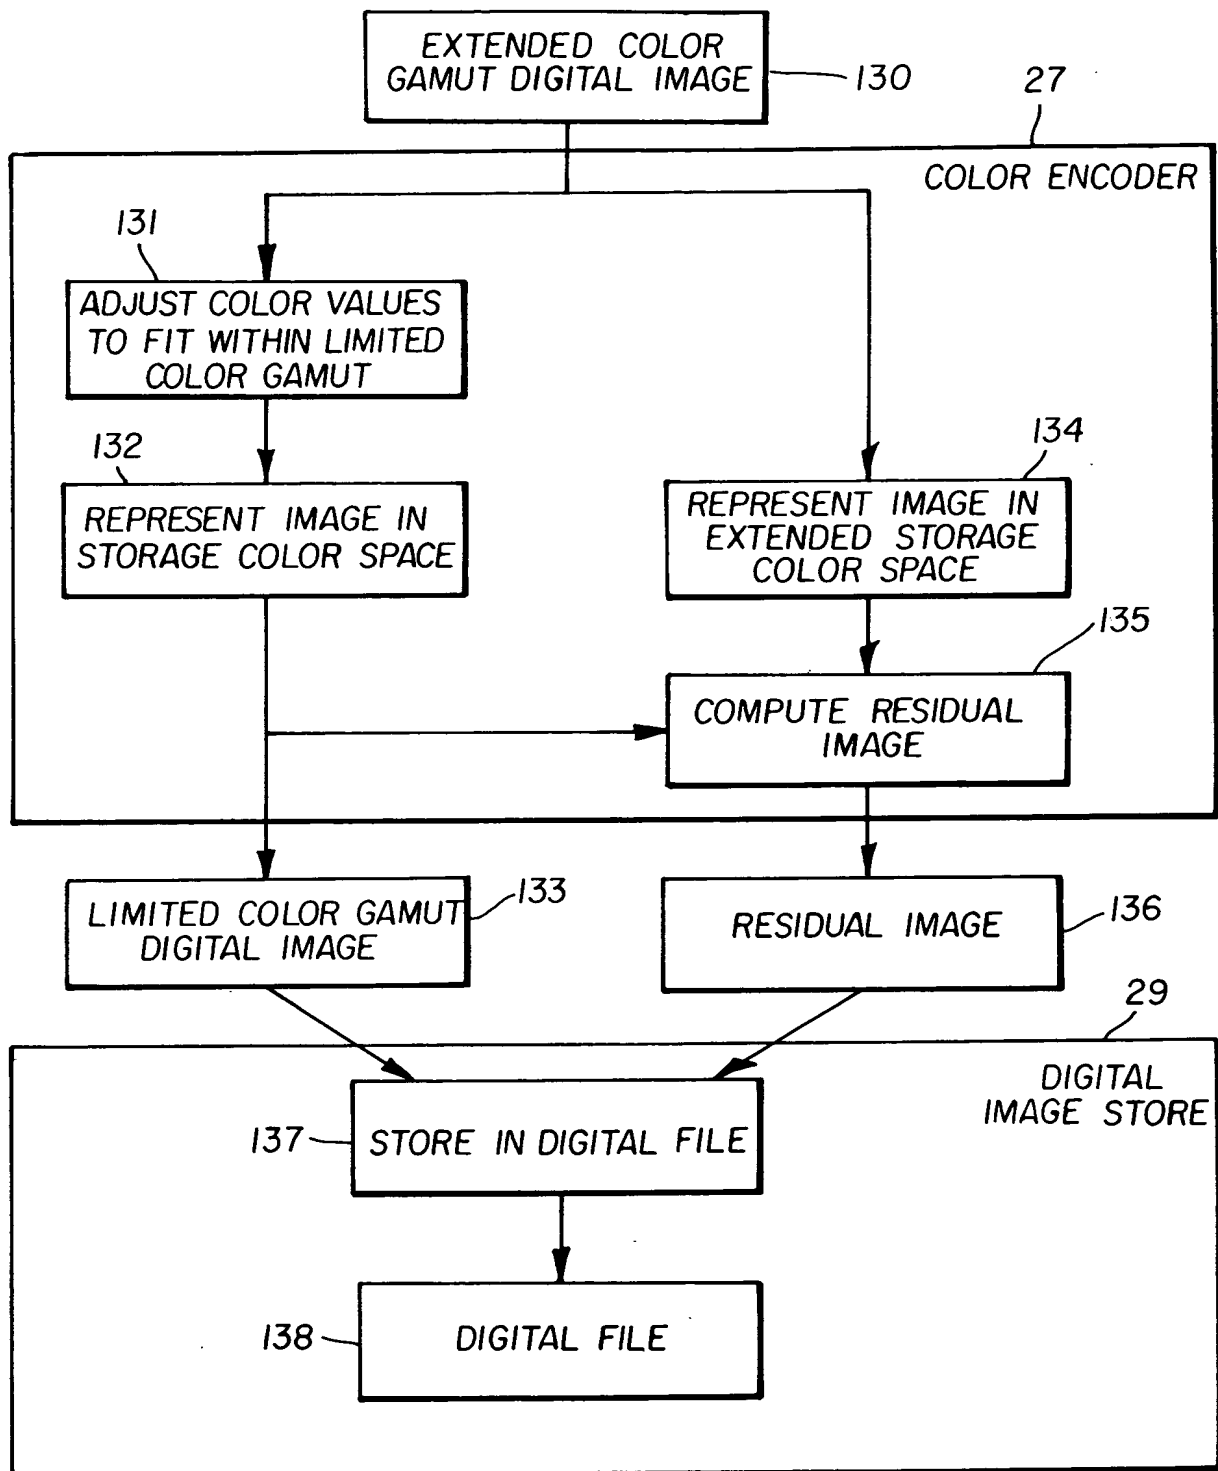 EXTENDED COLOR
GAMUT DIGITAL IMAGE
130
27
COLOR ENCODER
131
ADJUST COLOR VALUES
TO FIT WITHIN LIMITED
COLOR GAMUT
132
REPRESENT IMAGE IN
STORAGE COLOR SPACE
134
REPRESENT IMAGE IN
EXTENDED STORAGE
COLOR SPACE
135
COMPUTE RESIDUAL
IMAGE
LIMITED COLOR GAMUT
DIGITAL IMAGE
133
RESIDUAL IMAGE
136
29
DIGITAL
IMAGE STORE
137
STORE IN DIGITAL FILE
138
DIGITAL FILE